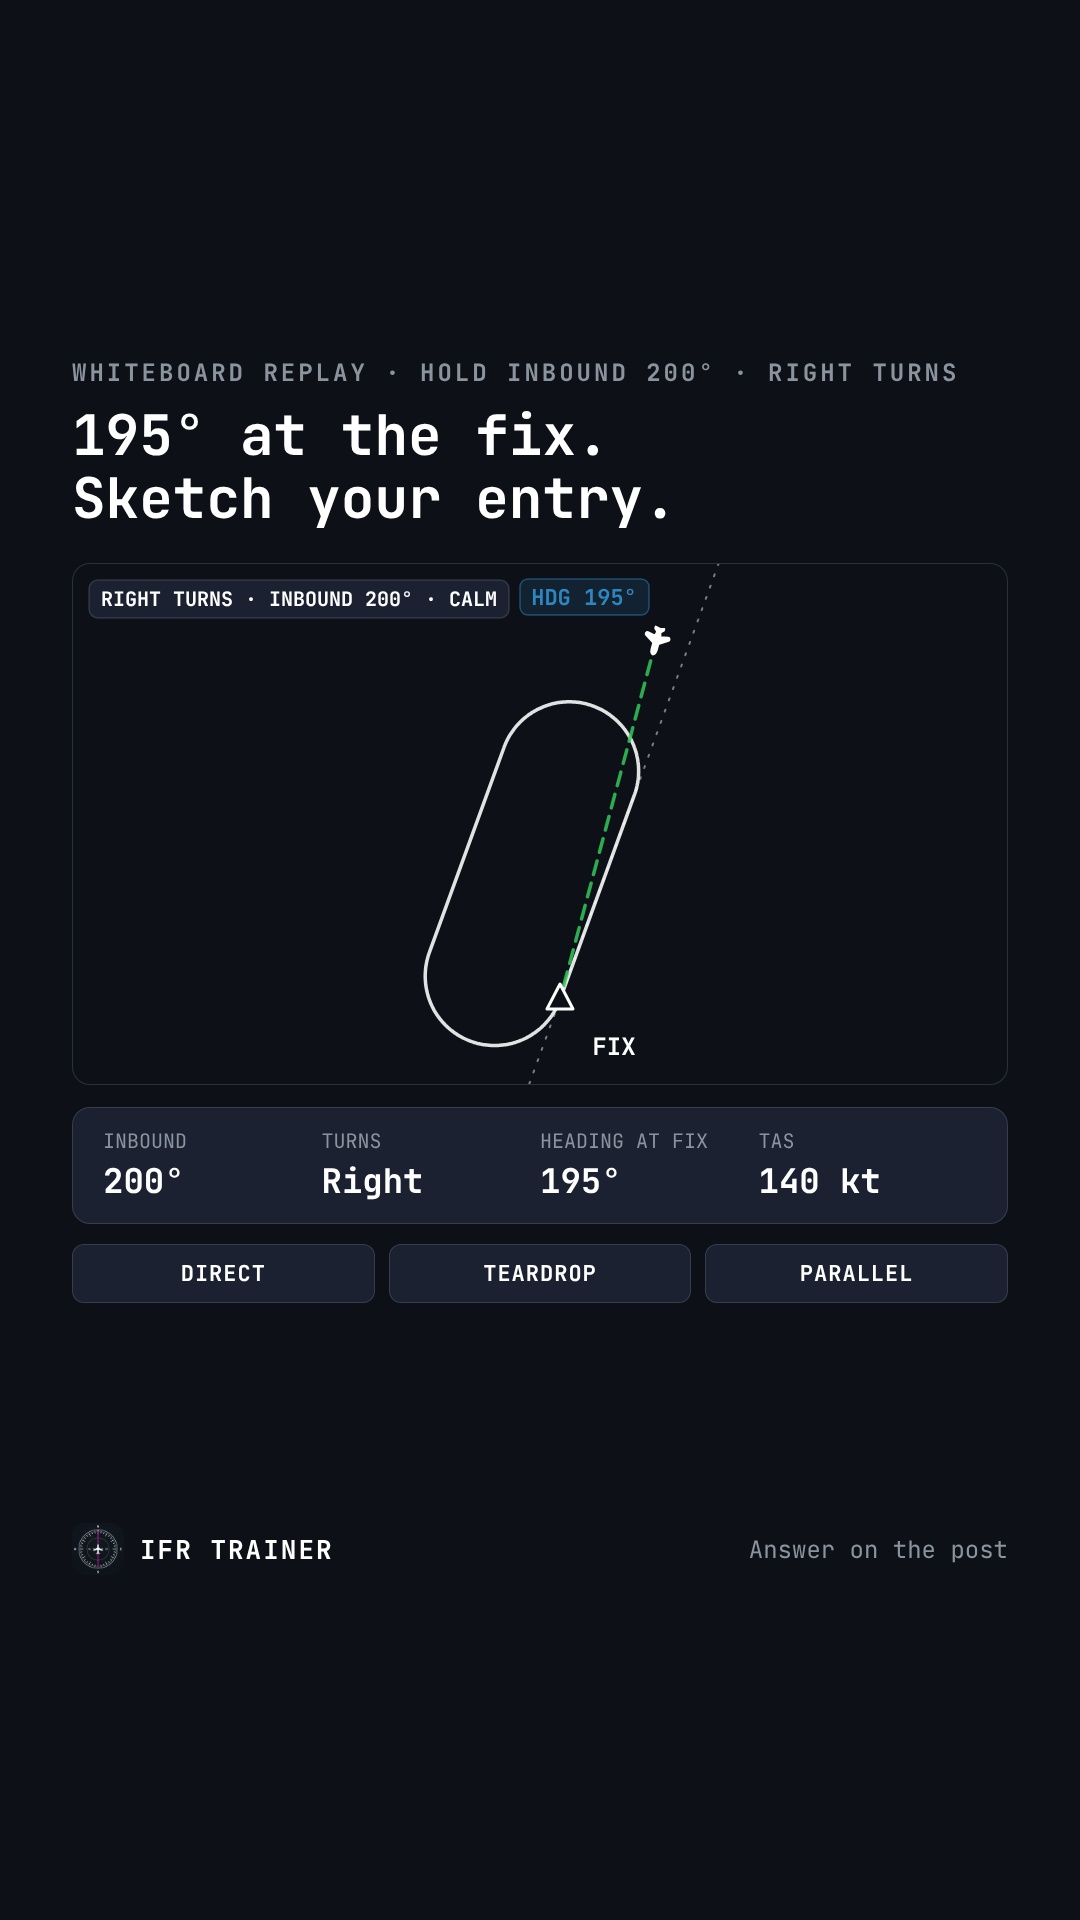 WHITEBOARD REPLAY · HOLD INBOUND 200° · RIGHT TURNS
195° at the fix.
Sketch your entry.
RIGHT TURNS · INBOUND 200° · CALM
HDG 195°
FIX
INBOUND TURNS HEADING AT FIX TAS
200° Right 195° 140 kt
DIRECT TEARDROP PARALLEL
IFR TRAINER
Answer on the post